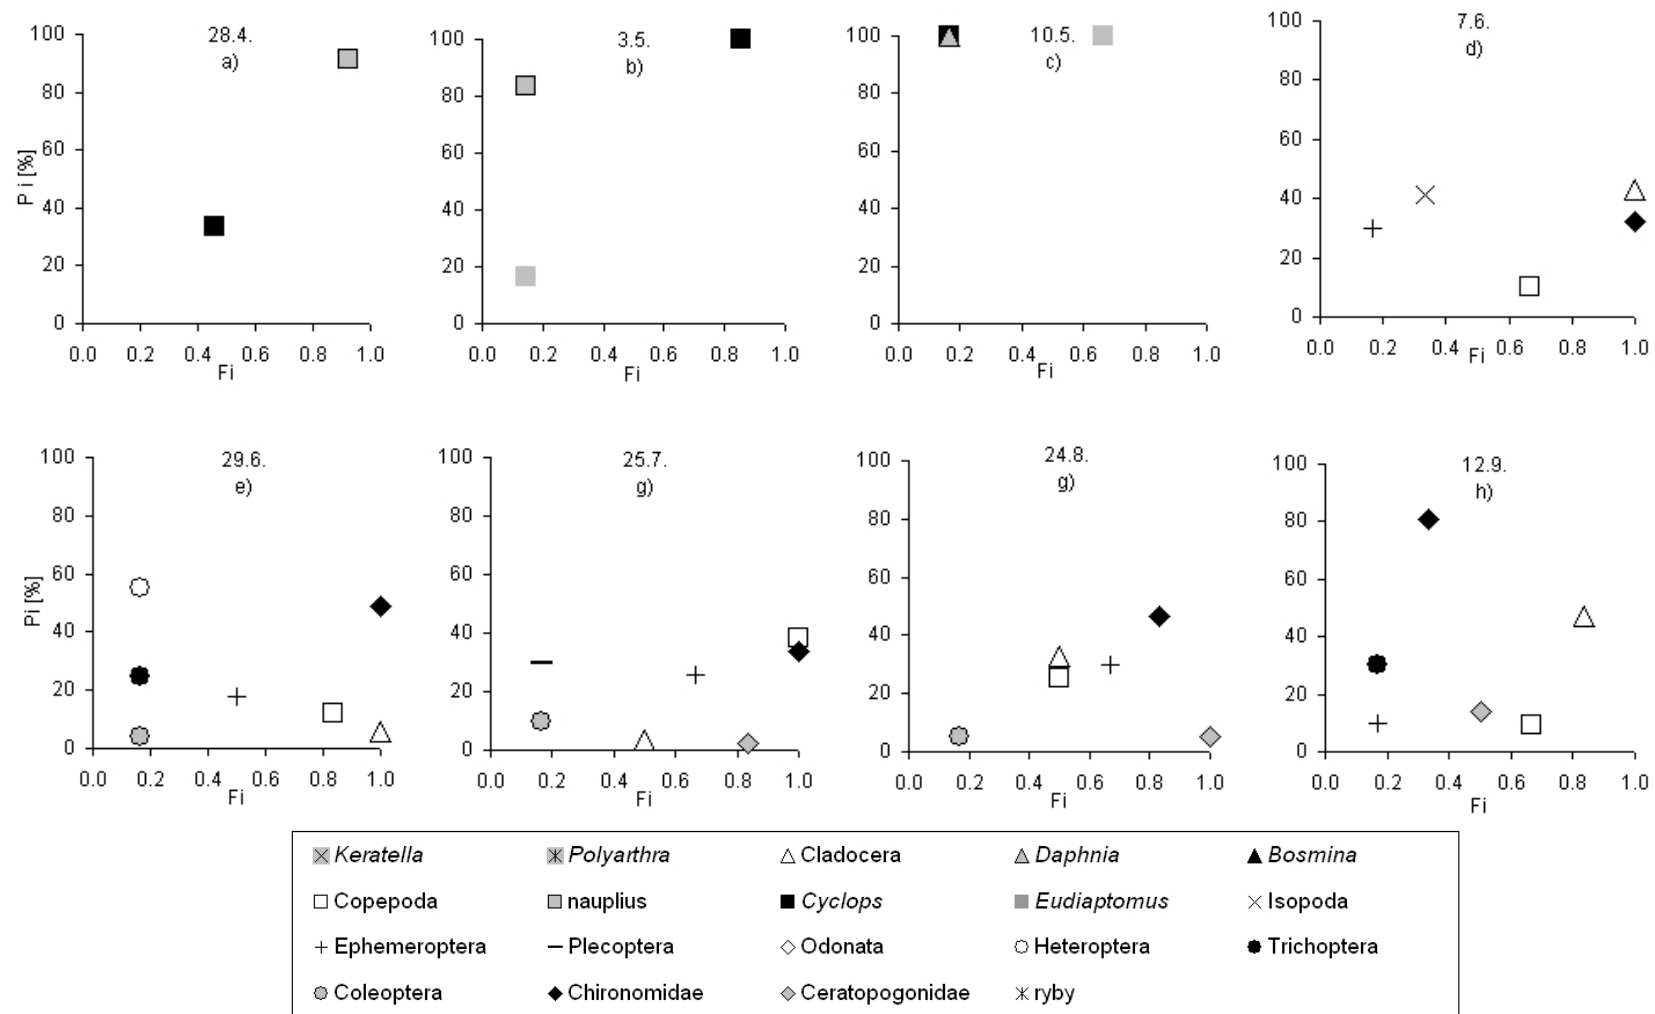 28.4.
a)
100
80
60
40
20
0
0.0 0.2 0.4 0.6 0.8 1.0
P i [%]
Fi
3.5.
b)
100
80
60
40
20
0
0.0 0.2 0.4 0.6 0.8 1.0
Fi
10.5.
c)
100
80
60
40
20
0
0.0 0.2 0.4 0.6 0.8 1.0
Fi
7.6.
d)
100
80
60
40
20
0
0.0 0.2 0.4 0.6 0.8 1.0
Fi
29.6.
e)
100
80
60
40
20
0
0.0 0.2 0.4 0.6 0.8 1.0
Pi [%]
Fi
25.7.
g)
100
80
60
40
20
0
0.0 0.2 0.4 0.6 0.8 1.0
Fi
24.8.
g)
100
80
60
40
20
0
0.0 0.2 0.4 0.6 0.8 1.0
Fi
12.9.
h)
100
80
60
40
20
0
0.0 0.2 0.4 0.6 0.8 1.0
Fi
Keratella Polyarthra Cladocera Daphnia Bosmina
Copepoda nauplius Cyclops Eudiaptomus Isopoda
Ephemeroptera Plecoptera Odonata Heteroptera Trichoptera
Coleoptera Chironomidae Ceratopogonidae ryby